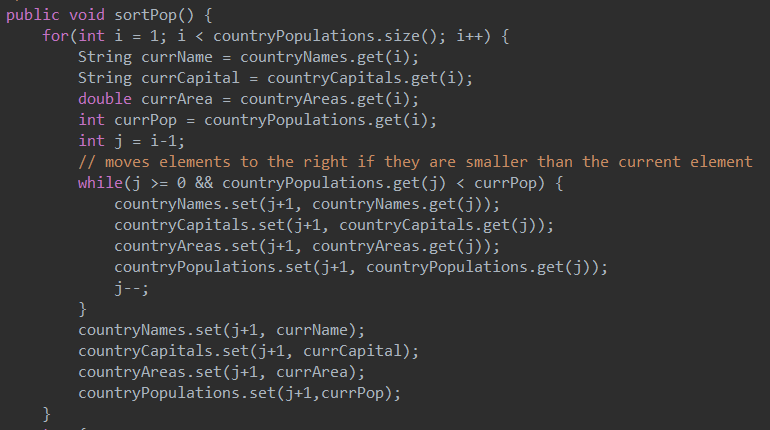 public void sortPop() {
    for(int i = 1; i < countryPopulations.size(); i++) {
        String currName = countryNames.get(i);
        String currCapital = countryCapitals.get(i);
        double currArea = countryAreas.get(i);
        int currPop = countryPopulations.get(i);
        int j = i-1;
        // moves elements to the right if they are smaller than the current element
        while(j >= 0 && countryPopulations.get(j) < currPop) {
            countryNames.set(j+1, countryNames.get(j));
            countryCapitals.set(j+1, countryCapitals.get(j));
            countryAreas.set(j+1, countryAreas.get(j));
            countryPopulations.set(j+1, countryPopulations.get(j));
            j--;
        }
        countryNames.set(j+1, currName);
        countryCapitals.set(j+1, currCapital);
        countryAreas.set(j+1, currArea);
        countryPopulations.set(j+1,currPop);
    }